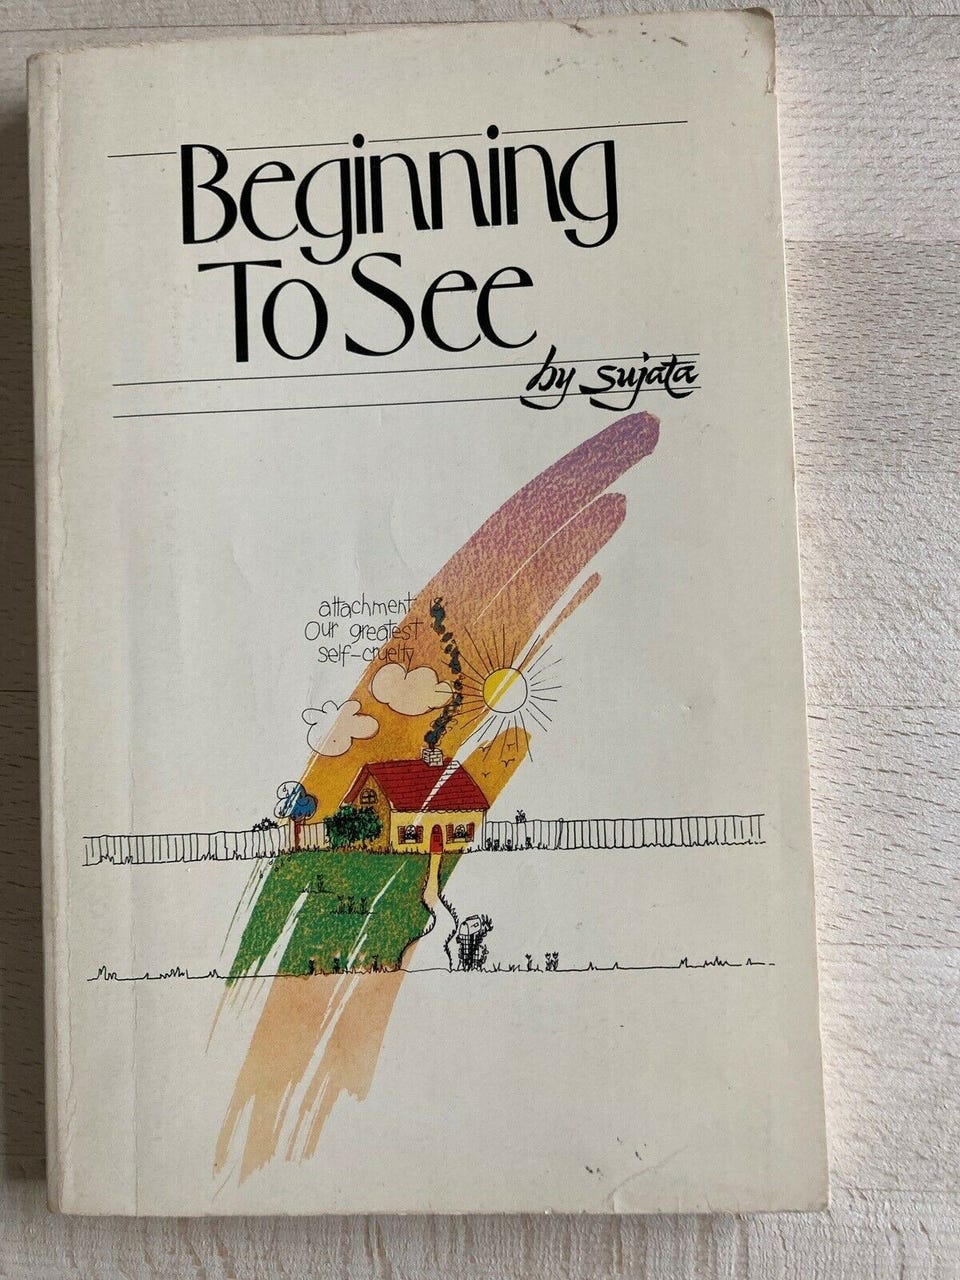 Beginning
To See
by sujata
attachment
Our greatest
self-cruelty